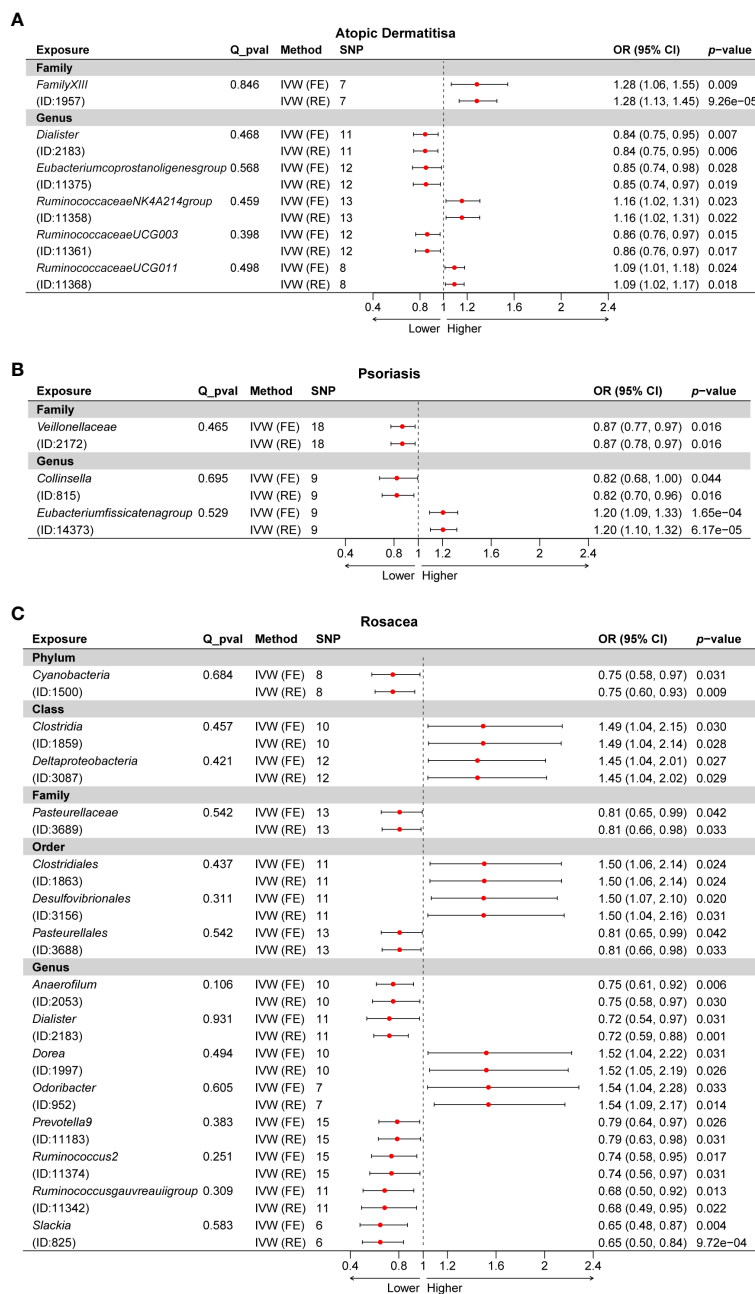 A
Atopic Dermatitisa
Exposure Q_pval Method SNP OR (95% CI) p−value
Family
FamilyXIII 0.846 IVW (FE) 7 1.28 (1.06, 1.55) 0.009
(ID:1957) IVW (RE) 7 1.28 (1.13, 1.45) 9.26e−05
Genus
Dialister 0.468 IVW (FE) 11 0.84 (0.75, 0.95) 0.007
(ID:2183) IVW (RE) 11 0.84 (0.75, 0.95) 0.006
Eubacteriumcoprostanoligenesgroup 0.568 IVW (FE) 12 0.85 (0.74, 0.98) 0.028
(ID:11375) IVW (RE) 12 0.85 (0.74, 0.97) 0.019
RuminococcaceaeNK4A214group 0.459 IVW (FE) 13 1.16 (1.02, 1.31) 0.023
(ID:11358) IVW (RE) 13 1.16 (1.02, 1.31) 0.022
RuminococcaceaeUCG003 0.398 IVW (FE) 12 0.86 (0.76, 0.97) 0.015
(ID:11361) IVW (RE) 12 0.86 (0.76, 0.97) 0.017
RuminococcaceaeUCG011 0.498 IVW (FE) 8 1.09 (1.01, 1.18) 0.024
(ID:11368) IVW (RE) 8 1.09 (1.02, 1.17) 0.018
0.4 0.8 1 1.2 1.6 2 2.4
Lower Higher
B
Psoriasis
Exposure Q_pval Method SNP OR (95% CI) p−value
Family
Veillonellaceae 0.465 IVW (FE) 18 0.87 (0.77, 0.97) 0.016
(ID:2172) IVW (RE) 18 0.87 (0.78, 0.97) 0.016
Genus
Collinsella 0.695 IVW (FE) 9 0.82 (0.68, 1.00) 0.044
(ID:815) IVW (RE) 9 0.82 (0.70, 0.96) 0.016
Eubacteriumfissicatenagroup 0.529 IVW (FE) 9 1.20 (1.09, 1.33) 1.65e−04
(ID:14373) IVW (RE) 9 1.20 (1.10, 1.32) 6.17e−05
0.4 0.8 1 1.2 1.6 2 2.4
Lower Higher
C
Rosacea
Exposure Q_pval Method SNP OR (95% CI) p−value
Phylum
Cyanobacteria 0.684 IVW (FE) 8 0.75 (0.58, 0.97) 0.031
(ID:1500) IVW (RE) 8 0.75 (0.60, 0.93) 0.009
Class
Clostridia 0.457 IVW (FE) 10 1.49 (1.04, 2.15) 0.030
(ID:1859) IVW (RE) 10 1.49 (1.04, 2.14) 0.028
Deltaproteobacteria 0.421 IVW (FE) 12 1.45 (1.04, 2.01) 0.027
(ID:3087) IVW (RE) 12 1.45 (1.04, 2.02) 0.029
Family
Pasteurellaceae 0.542 IVW (FE) 13 0.81 (0.65, 0.99) 0.042
(ID:3689) IVW (RE) 13 0.81 (0.66, 0.98) 0.033
Order
Clostridiales 0.437 IVW (FE) 11 1.50 (1.06, 2.14) 0.024
(ID:1863) IVW (RE) 11 1.50 (1.06, 2.14) 0.024
Desulfovibrionales 0.311 IVW (FE) 11 1.50 (1.07, 2.10) 0.020
(ID:3156) IVW (RE) 11 1.50 (1.04, 2.16) 0.031
Pasteurellales 0.542 IVW (FE) 13 0.81 (0.65, 0.99) 0.042
(ID:3688) IVW (RE) 13 0.81 (0.66, 0.98) 0.033
Genus
Anaerofilum 0.106 IVW (FE) 10 0.75 (0.61, 0.92) 0.006
(ID:2053) IVW (RE) 10 0.75 (0.58, 0.97) 0.030
Dialister 0.931 IVW (FE) 11 0.72 (0.54, 0.97) 0.031
(ID:2183) IVW (RE) 11 0.72 (0.59, 0.88) 0.001
Dorea 0.494 IVW (FE) 10 1.52 (1.04, 2.22) 0.031
(ID:1997) IVW (RE) 10 1.52 (1.05, 2.19) 0.026
Odoribacter 0.605 IVW (FE) 7 1.54 (1.04, 2.28) 0.033
(ID:952) IVW (RE) 7 1.54 (1.09, 2.17) 0.014
Prevotella9 0.383 IVW (FE) 15 0.79 (0.64, 0.97) 0.026
(ID:11183) IVW (RE) 15 0.79 (0.63, 0.98) 0.031
Ruminococcus2 0.251 IVW (FE) 15 0.74 (0.58, 0.95) 0.017
(ID:11374) IVW (RE) 15 0.74 (0.56, 0.97) 0.031
Ruminococcusgauvreauiigroup 0.309 IVW (FE) 11 0.68 (0.50, 0.92) 0.013
(ID:11342) IVW (RE) 11 0.68 (0.49, 0.95) 0.022
Slackia 0.583 IVW (FE) 6 0.65 (0.48, 0.87) 0.004
(ID:825) IVW (RE) 6 0.65 (0.50, 0.84) 9.72e−04
0.4 0.8 1 1.2 1.6 2 2.4
Lower Higher